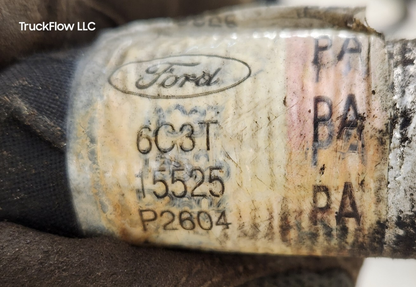 TruckFlow LLC
Ford
PA
6C3T
PA
15525
P2604
PA